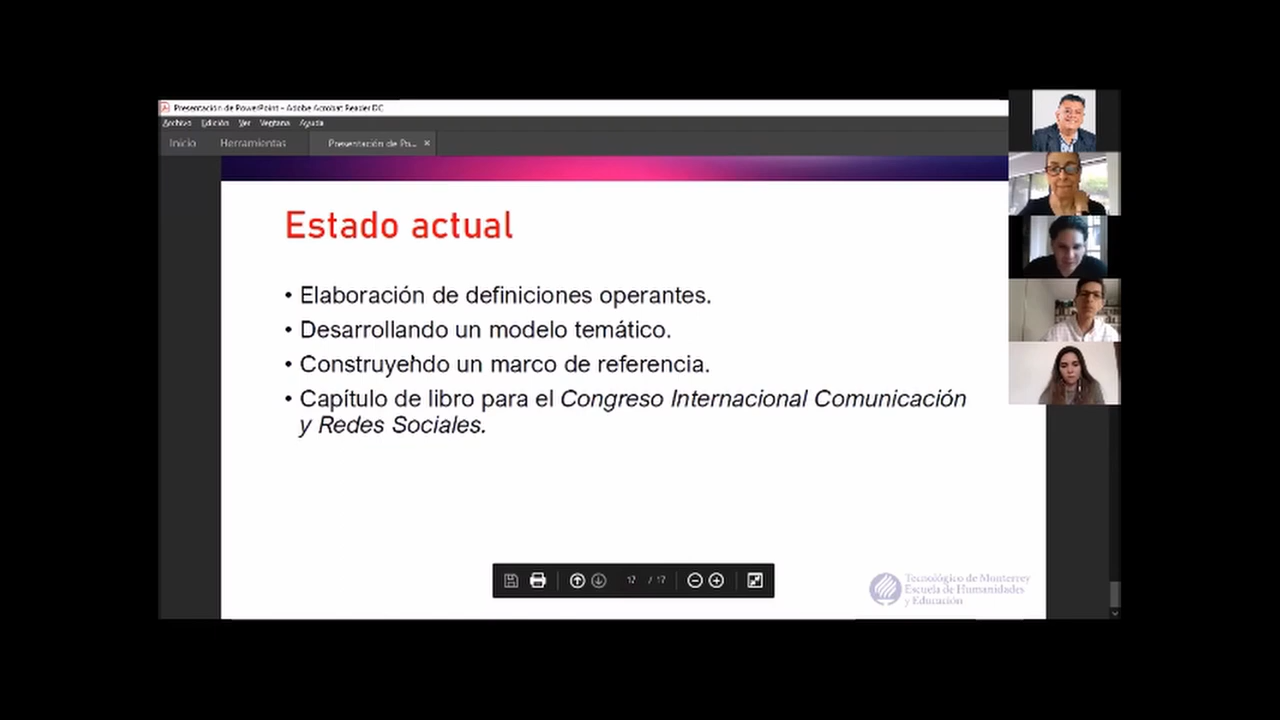 Presentación de PowerPoint - Adobe Acrobat Reader DC
Archivo Edición Ver Ventana Ayuda
Inicio Herramientas Presentación de Po... ×
Estado actual
• Elaboración de definiciones operantes.
• Desarrollando un modelo temático.
• Construyendo un marco de referencia.
• Capítulo de libro para el Congreso Internacional Comunicación
y Redes Sociales.
17 / 17
Tecnológico de Monterrey
Escuela de Humanidades
y Educación